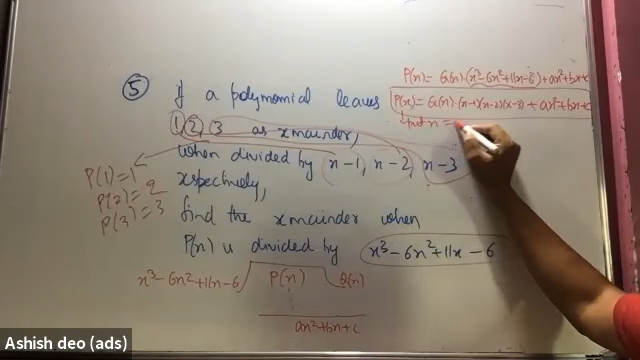 P(x) = Q(x).(x³-6x²+11x-6)+ax²+bx+c
P(x) = Q(x).(x-1)(x-2)(x-3) + ax²+bx+c
put x =
⑤ If a polynomial leaves
1, 2, 3 as remainder,
when divided by x-1, x-2, x-3
respectively,
P(1)=1
P(2)=2
P(3)=3
find the remainder when
P(x) is divided by x³-6x²+11x-6
x³-6x²+11x-6 P(x) Q(x)
ax²+bx+c
Ashish deo (ads)